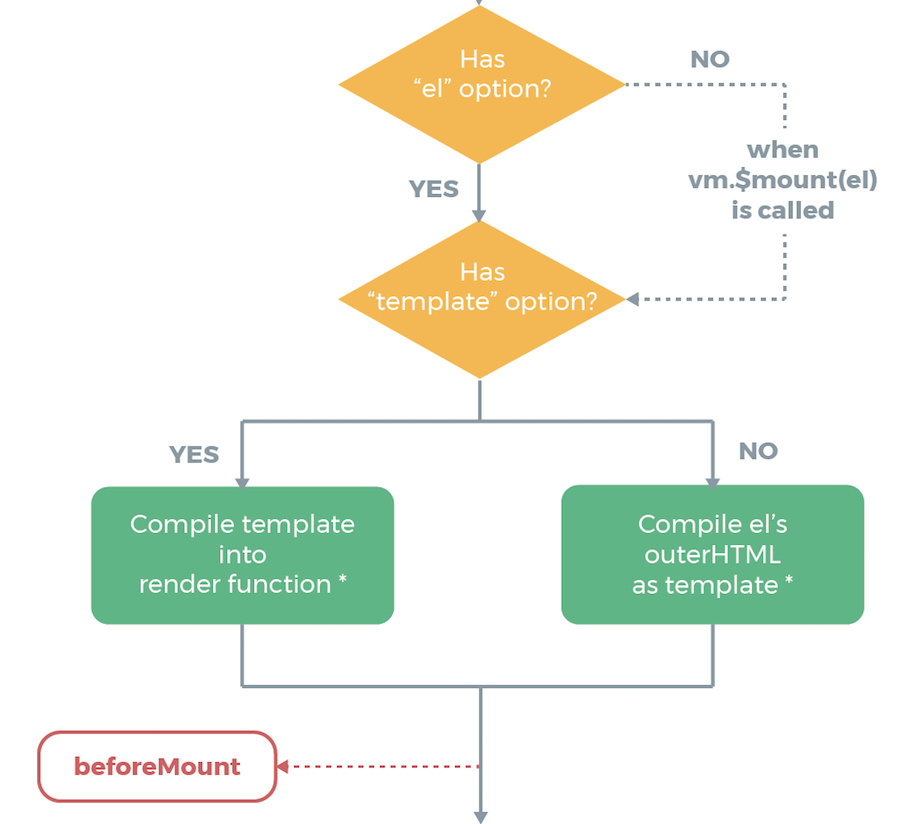 Has
“el” option?
NO
when
vm.$mount(el)
is called
YES
Has
“template” option?
YES
NO
Compile template
into
render function *
Compile el’s
outerHTML
as template *
beforeMount